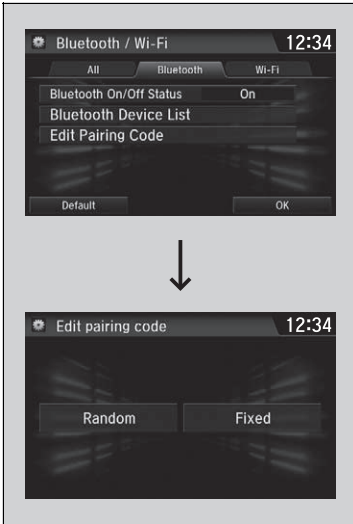 Bluetooth / Wi-Fi 12:34
All Bluetooth Wi-Fi
Bluetooth On/Off Status On
Bluetooth Device List
Edit Pairing Code
Default OK
Edit pairing code 12:34
Random Fixed